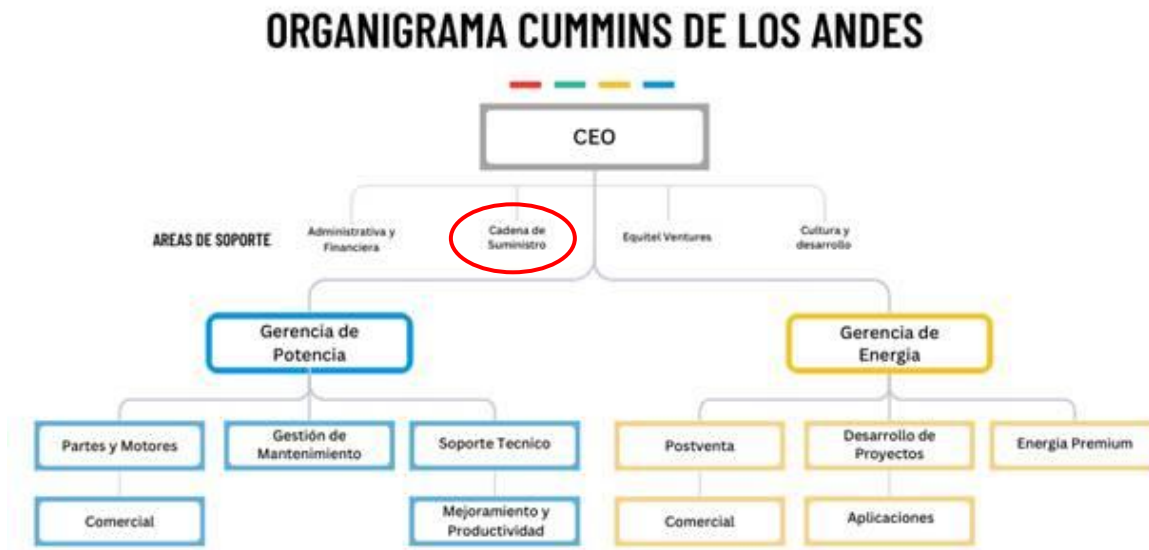 ORGANIGRAMA CUMMINS DE LOS ANDES
CEO
AREAS DE SOPORTE
Administrativa y
Financiera
Cadena de
Suministro
Equitel Ventures
Cultura y
desarrollo
Gerencia de
Potencia
Gerencia de
Energia
Partes y Motores
Gestión de
Mantenimiento
Soporte Tecnico
Postventa
Desarrollo de
Proyectos
Energia Premium
Comercial
Mejoramiento y
Productividad
Comercial
Aplicaciones